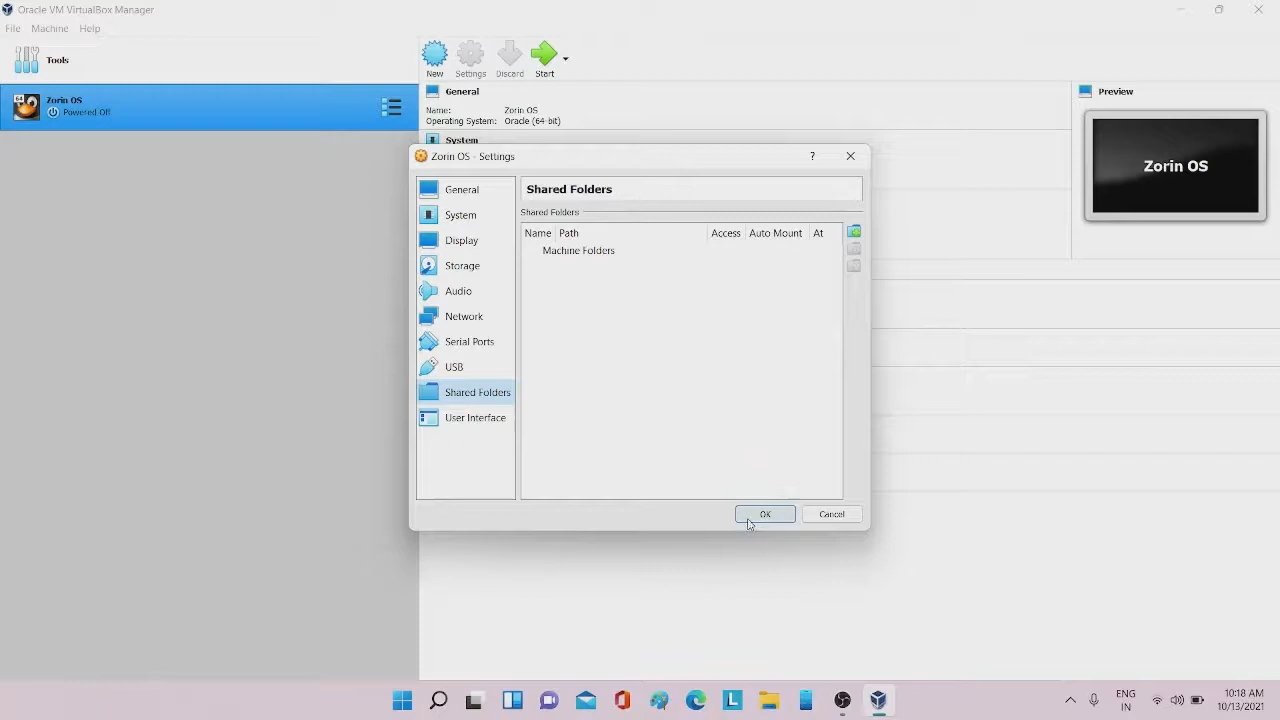 Oracle VM VirtualBox Manager
File Machine Help
Tools
New Settings Discard Start
64
Zorin OS
Powered Off
General
Name: Zorin OS
Operating System: Oracle (64-bit)
System
Preview
Zorin OS
Zorin OS - Settings
?
General
System
Display
Storage
Audio
Network
Serial Ports
USB
Shared Folders
User Interface
Shared Folders
Shared Folders
Name Path Access Auto Mount At
Machine Folders
OK Cancel
L
ENG
IN
10:18 AM
10/13/2021